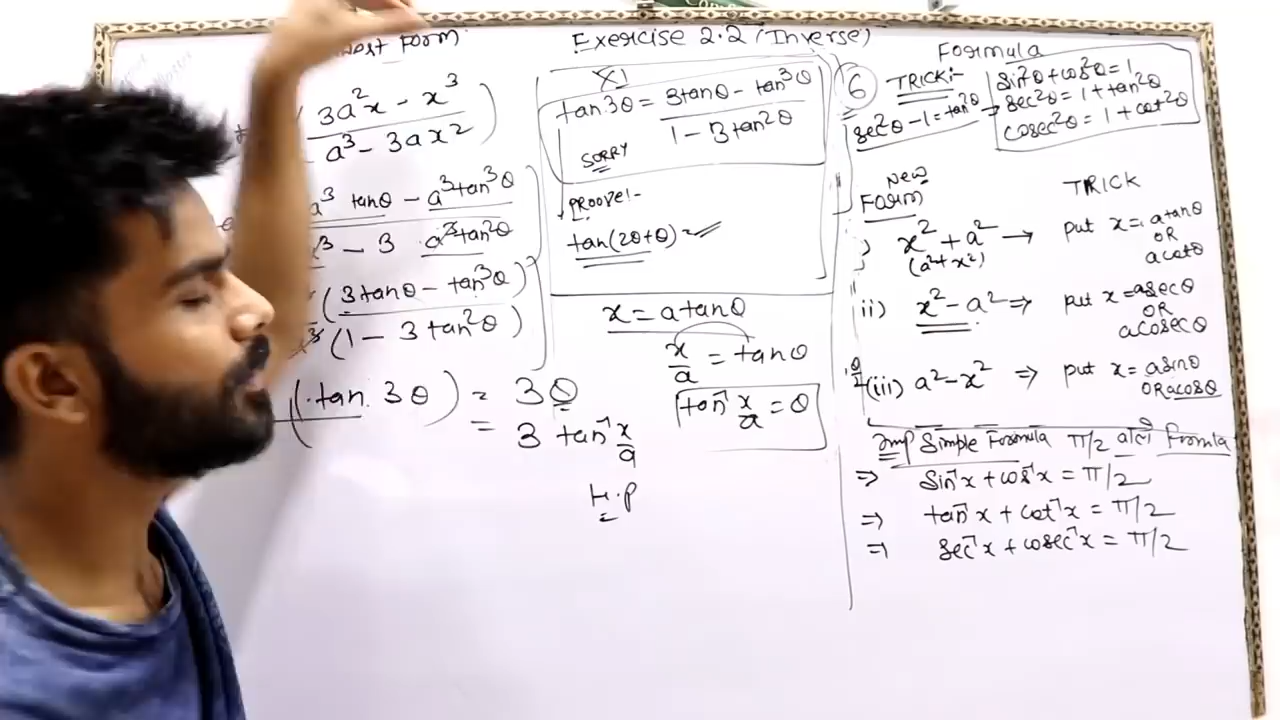 Form
Exercise 2.2 (Inverse)
3a²x - x³
a³ - 3ax²
a³ tanθ - a³tan³θ
- 3 a³tan²θ
(3tanθ - tan³θ)
(1 - 3tan²θ)
(tan 3θ) = 3θ
= 3 tan⁻¹ x/a
H.P
XI
tan3θ = 3tanθ - tan³θ
1 - 3tan²θ
SORRY
PROOVE:-
tan(2θ+θ) =
x = atanθ
x/a = tanθ
tan⁻¹ x/a = θ
Formula
6 TRICK:-
sec²θ - 1 = tan²θ
sin²θ + cos²θ = 1
sec²θ = 1 + tan²θ
cosec²θ = 1 + cot²θ
New
Form TRICK
) x² + a² → put x = atanθ
(a² + x²) OR
acotθ
ii) x² - a² ⇒ put x = asecθ
OR
acosecθ
(iii) a² - x² ⇒ put x = asinθ
OR acosθ
Imp Simple Formula π/2 वाले Formula
⇒ sin⁻¹x + cos⁻¹x = π/2
⇒ tan⁻¹x + cot⁻¹x = π/2
⇒ sec⁻¹x + cosec⁻¹x = π/2